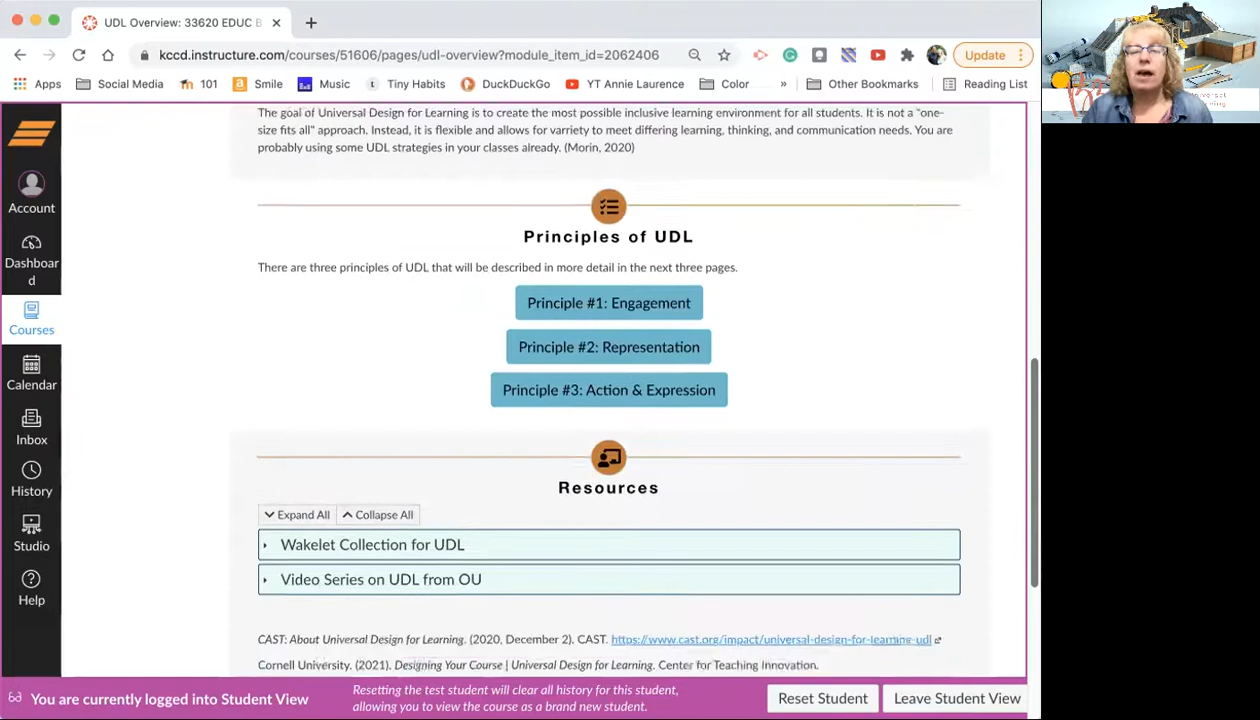 UDL Overview: 33620 EDUC B
kccd.instructure.com/courses/51606/pages/udl-overview?module_item_id=2062406
Update
Apps
Social Media
101
Smile
Music
Tiny Habits
DuckDuckGo
YT Annie Laurence
Color
»
Other Bookmarks
Reading List
The goal of Universal Design for Learning is to create the most possible inclusive learning environment for all students. It is not a "one-
size fits all" approach. Instead, it is flexible and allows for varriety to meet differing learning, thinking, and communication needs. You are
probably using some UDL strategies in your classes already. (Morin, 2020)
Principles of UDL
There are three principles of UDL that will be described in more detail in the next three pages.
Principle #1: Engagement
Principle #2: Representation
Principle #3: Action & Expression
Resources
Expand All
Collapse All
Wakelet Collection for UDL
Video Series on UDL from OU
CAST: About Universal Design for Learning. (2020, December 2). CAST. https://www.cast.org/impact/universal-design-for-learning-udl
Cornell University. (2021). Designing Your Course | Universal Design for Learning. Center for Teaching Innovation.
Account
Dashboar
d
Courses
Calendar
Inbox
History
Studio
Help
You are currently logged into Student View
Resetting the test student will clear all history for this student,
allowing you to view the course as a brand new student.
Reset Student
Leave Student View